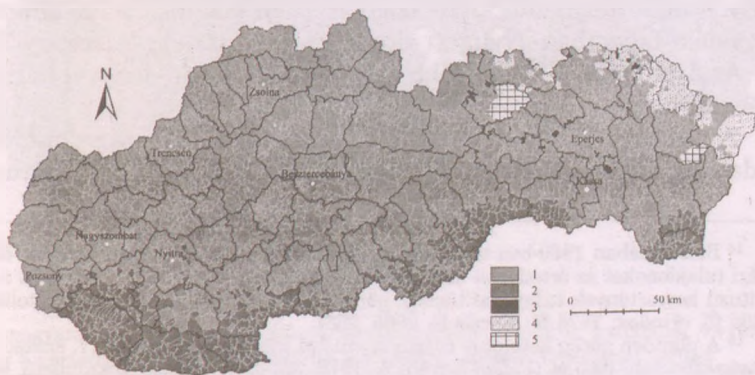 N
Zsolna
Trencsén
Besztercebánya
Eperjes
Kassa
Nagyszombat
Nyitra
Pozsony
1
2
3
4
5
0 50 km